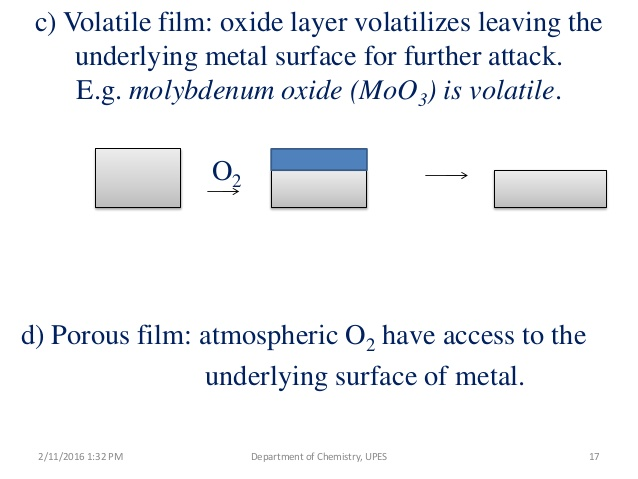 c) Volatile film: oxide layer volatilizes leaving the
underlying metal surface for further attack.
E.g. molybdenum oxide (MoO₃) is volatile.
O₂
d) Porous film: atmospheric O₂ have access to the
underlying surface of metal.
2/11/2016 1:32 PM
Department of Chemistry, UPES
17